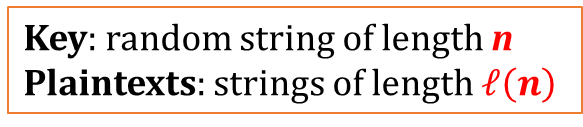 Key: random string of length n
Plaintexts: strings of length ℓ(n)